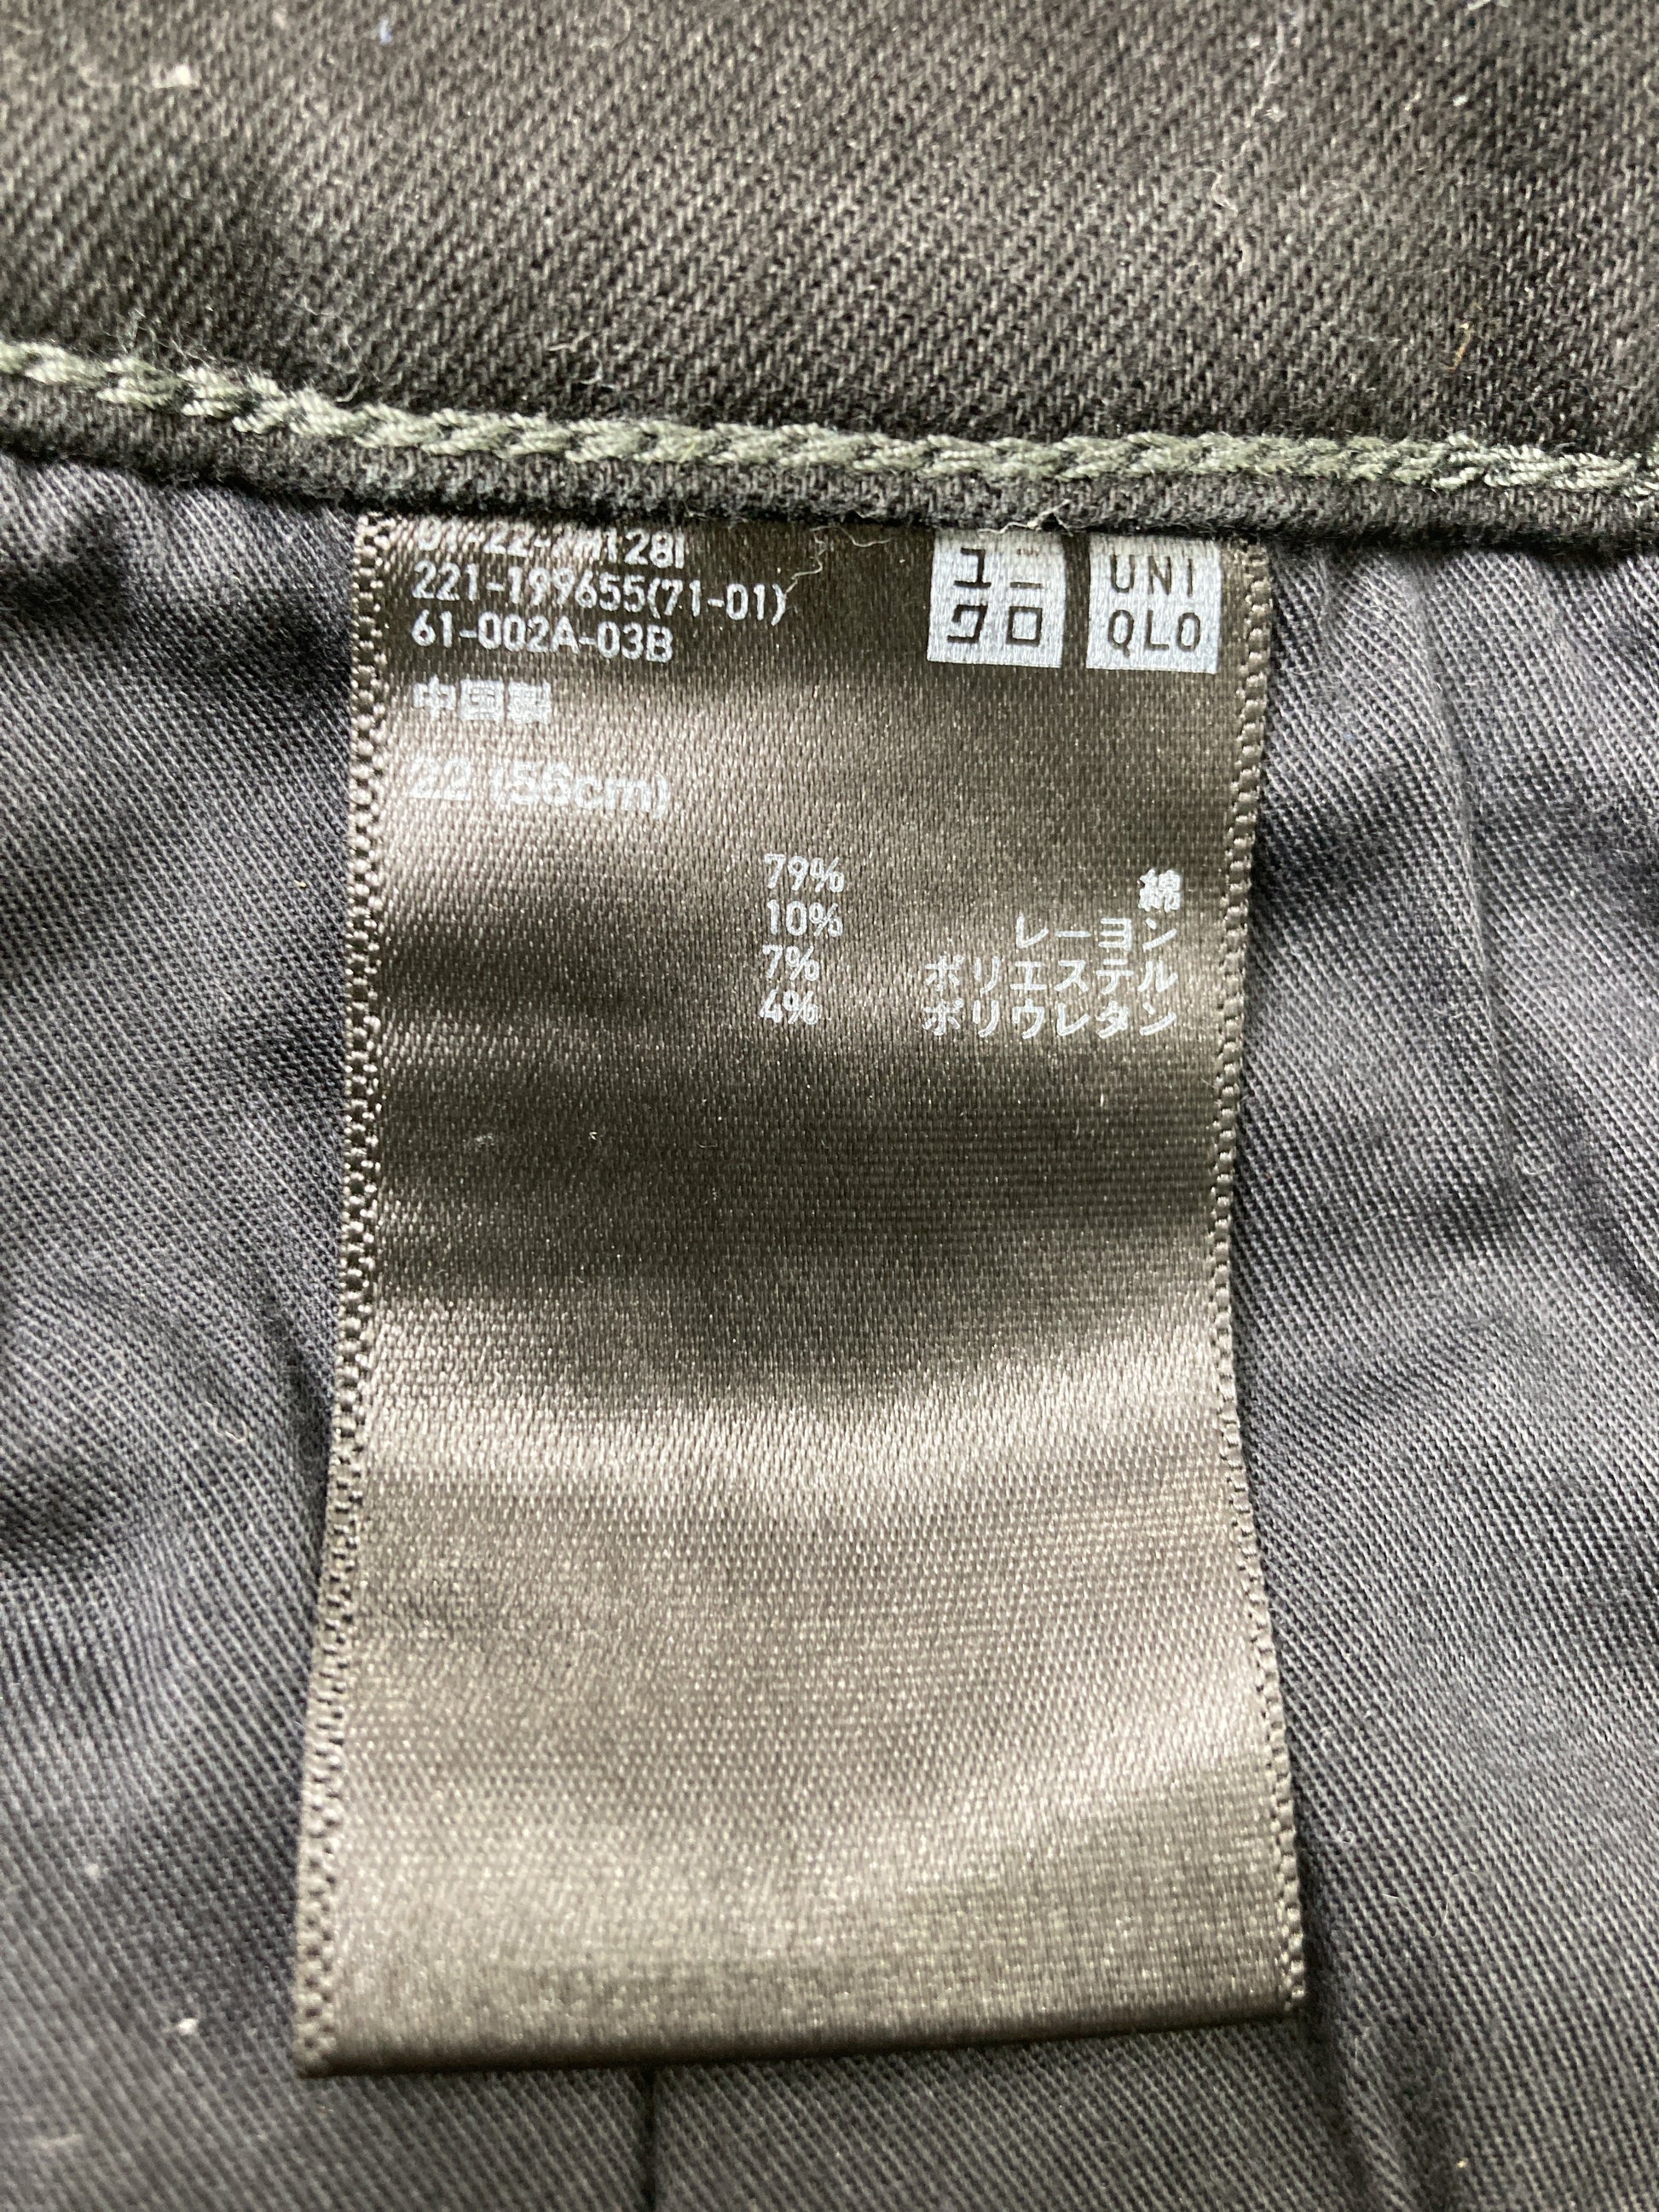 221-199655(71-01)
61-002A-03B
ユニ
クロ
UNI
QLO
中国製
22 (56cm)
79% 綿
10% レーヨン
7% ポリエステル
4% ポリウレタン